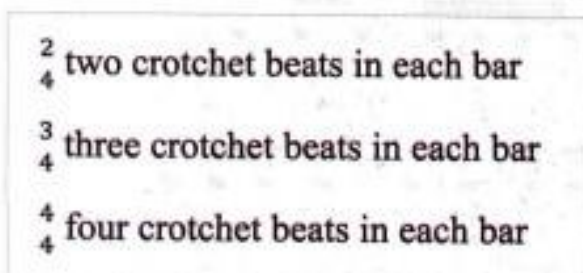 2
4 two crotchet beats in each bar
3
4 three crotchet beats in each bar
4
4 four crotchet beats in each bar